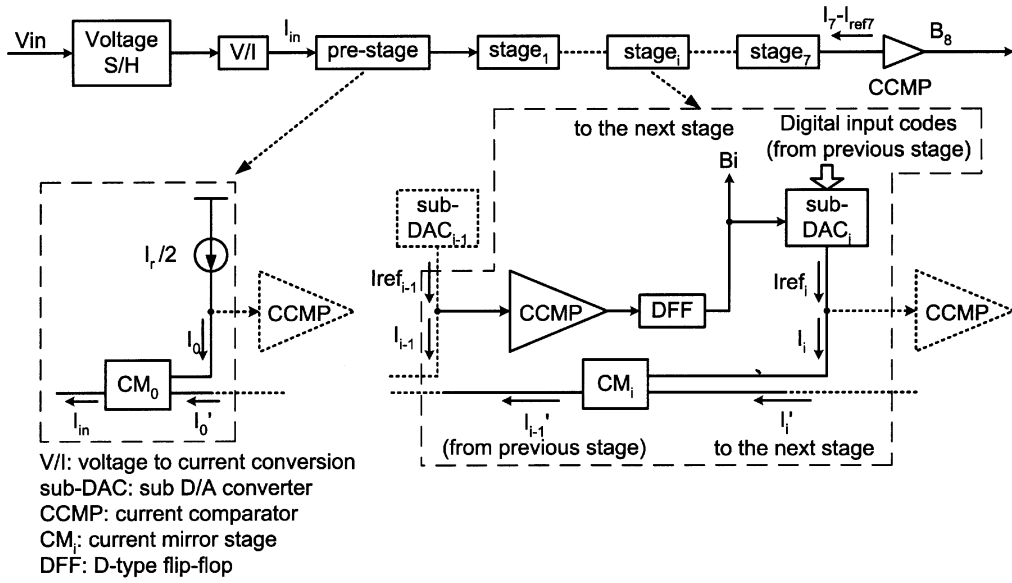 Vin
Voltage
S/H
V/I
I_in
pre-stage
stage_1
stage_i
stage_7
I_7-I_ref7
CCMP
B_8
to the next stage
Digital input codes
(from previous stage)
Bi
sub-
DAC_i-1
sub-
DAC_i
I_r/2
CCMP
I_0
CM_0
I_in
I_0'
Iref_i-1
I_i-1
CCMP
DFF
Iref_i
I_i
CCMP
CM_i
I_i-1'
(from previous stage)
I_i'
to the next stage
V/I: voltage to current conversion
sub-DAC: sub D/A converter
CCMP: current comparator
CM_i: current mirror stage
DFF: D-type flip-flop